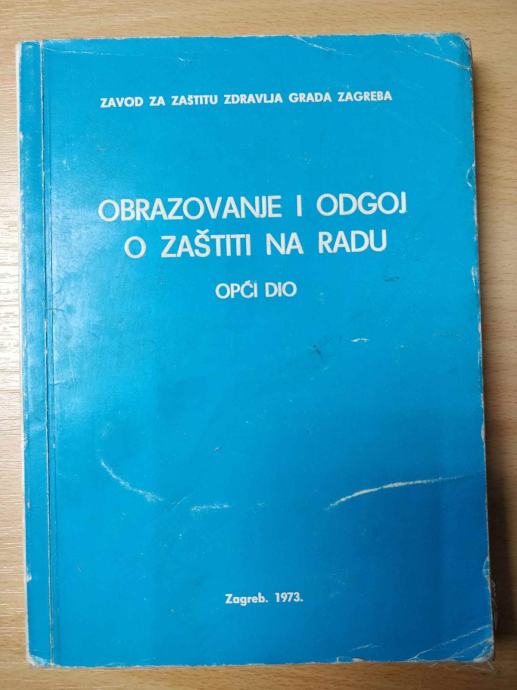 ZAVOD ZA ZAŠTITU ZDRAVLJA GRADA ZAGREBA
OBRAZOVANJE I ODGOJ
O ZAŠTITI NA RADU
OPĆI DIO
Zagreb. 1973.